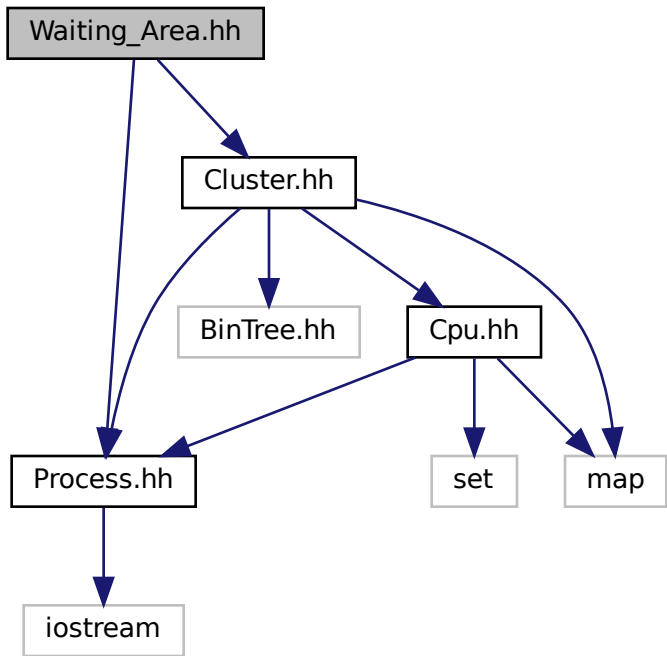 Waiting_Area.hh
Cluster.hh
BinTree.hh
Cpu.hh
Process.hh
set
map
iostream